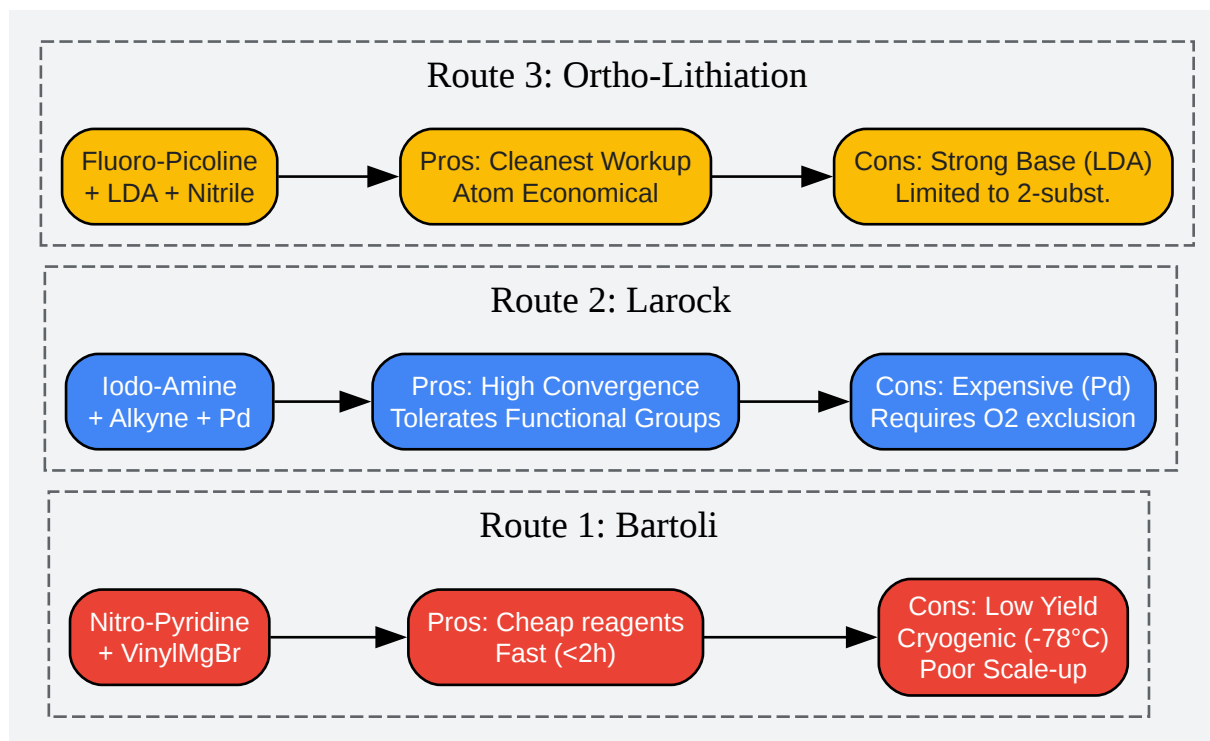 Route 3: Ortho-Lithiation
Fluoro-Picoline
+ LDA + Nitrile
Pros: Cleanest Workup
Atom Economical
Cons: Strong Base (LDA)
Limited to 2-subst.
Route 2: Larock
Iodo-Amine
+ Alkyne + Pd
Pros: High Convergence
Tolerates Functional Groups
Cons: Expensive (Pd)
Requires O2 exclusion
Route 1: Bartoli
Nitro-Pyridine
+ VinylMgBr
Pros: Cheap reagents
Fast (<2h)
Cons: Low Yield
Cryogenic (-78°C)
Poor Scale-up